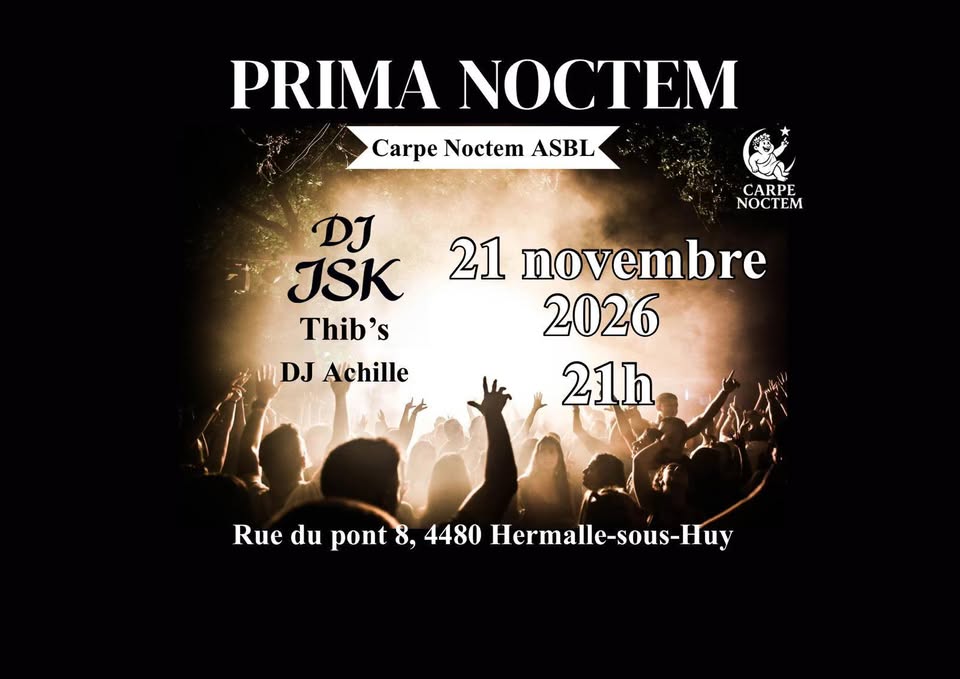 PRIMA NOCTEM
Carpe Noctem ASBL
CARPE
NOCTEM
DJ
JSK
Thib’s
DJ Achille
21 novembre
2026
21h
Rue du pont 8, 4480 Hermalle-sous-Huy